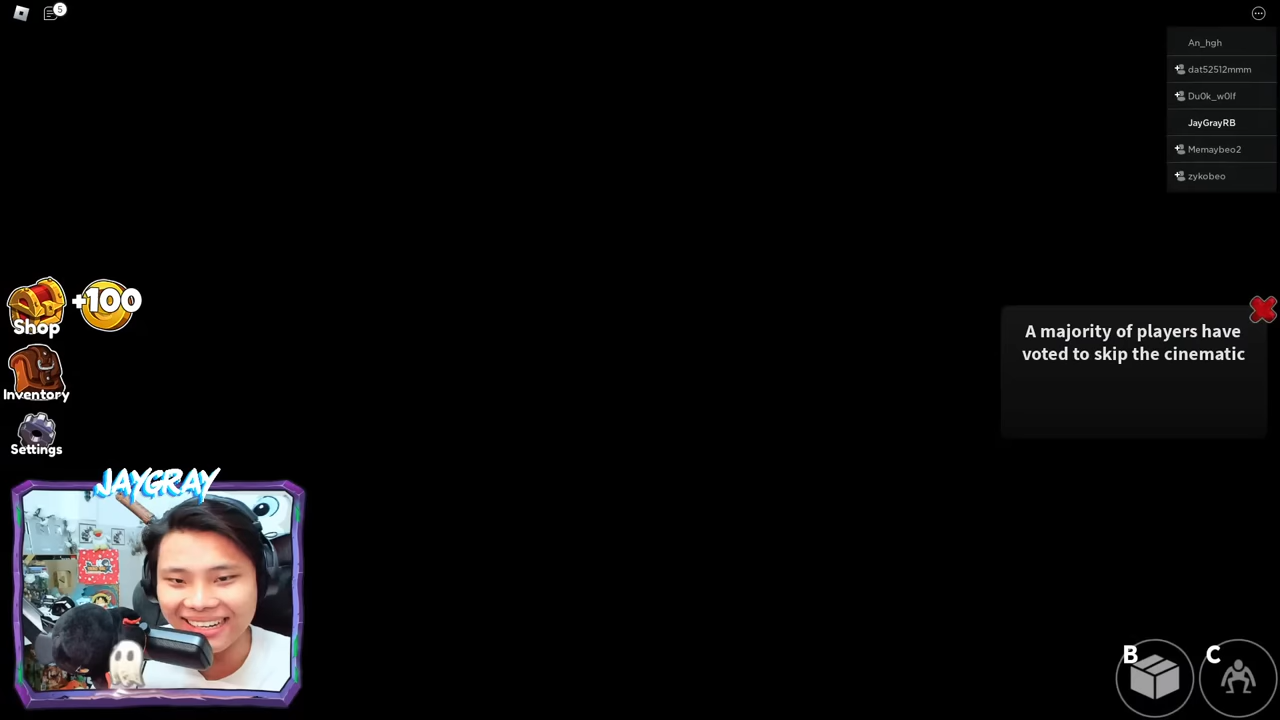 5
An_hgh
dat52512mmm
Du0k_w0lf
JayGrayRB
Memaybeo2
zykobeo
+100
Shop
Inventory
Settings
A majority of players have
voted to skip the cinematic
JAYGRAY
B
C